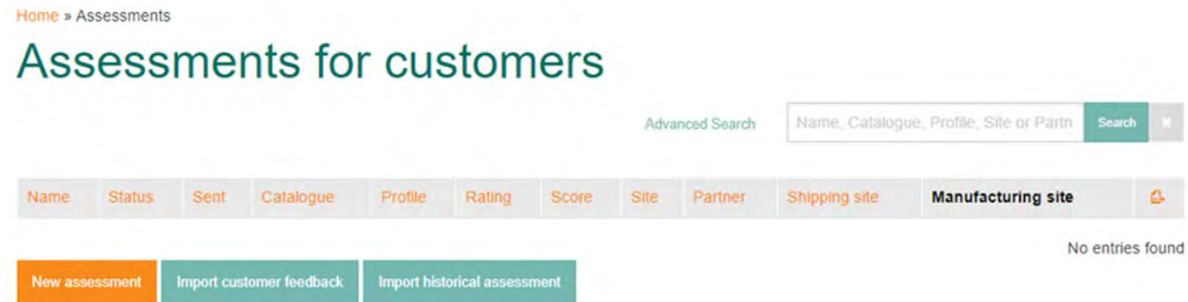 Home » Assessments
Assessments for customers
Advanced Search Name, Catalogue, Profile, Site or Partn Search x
Name Status Sent Catalogue Profile Rating Score Site Partner Shipping site Manufacturing site
No entries found
New assessment Import customer feedback Import historical assessment